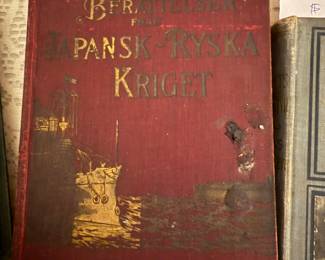 BERÄTTELSER
FRÅN
JAPANSK-RYSKA
KRIGET